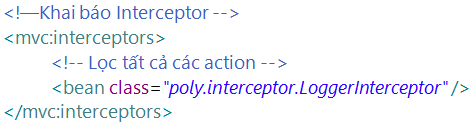 <!—Khai báo Interceptor -->
<mvc:interceptors>
<!-- Lọc tất cả các action -->
<bean class="poly.interceptor.LoggerInterceptor"/>
</mvc:interceptors>